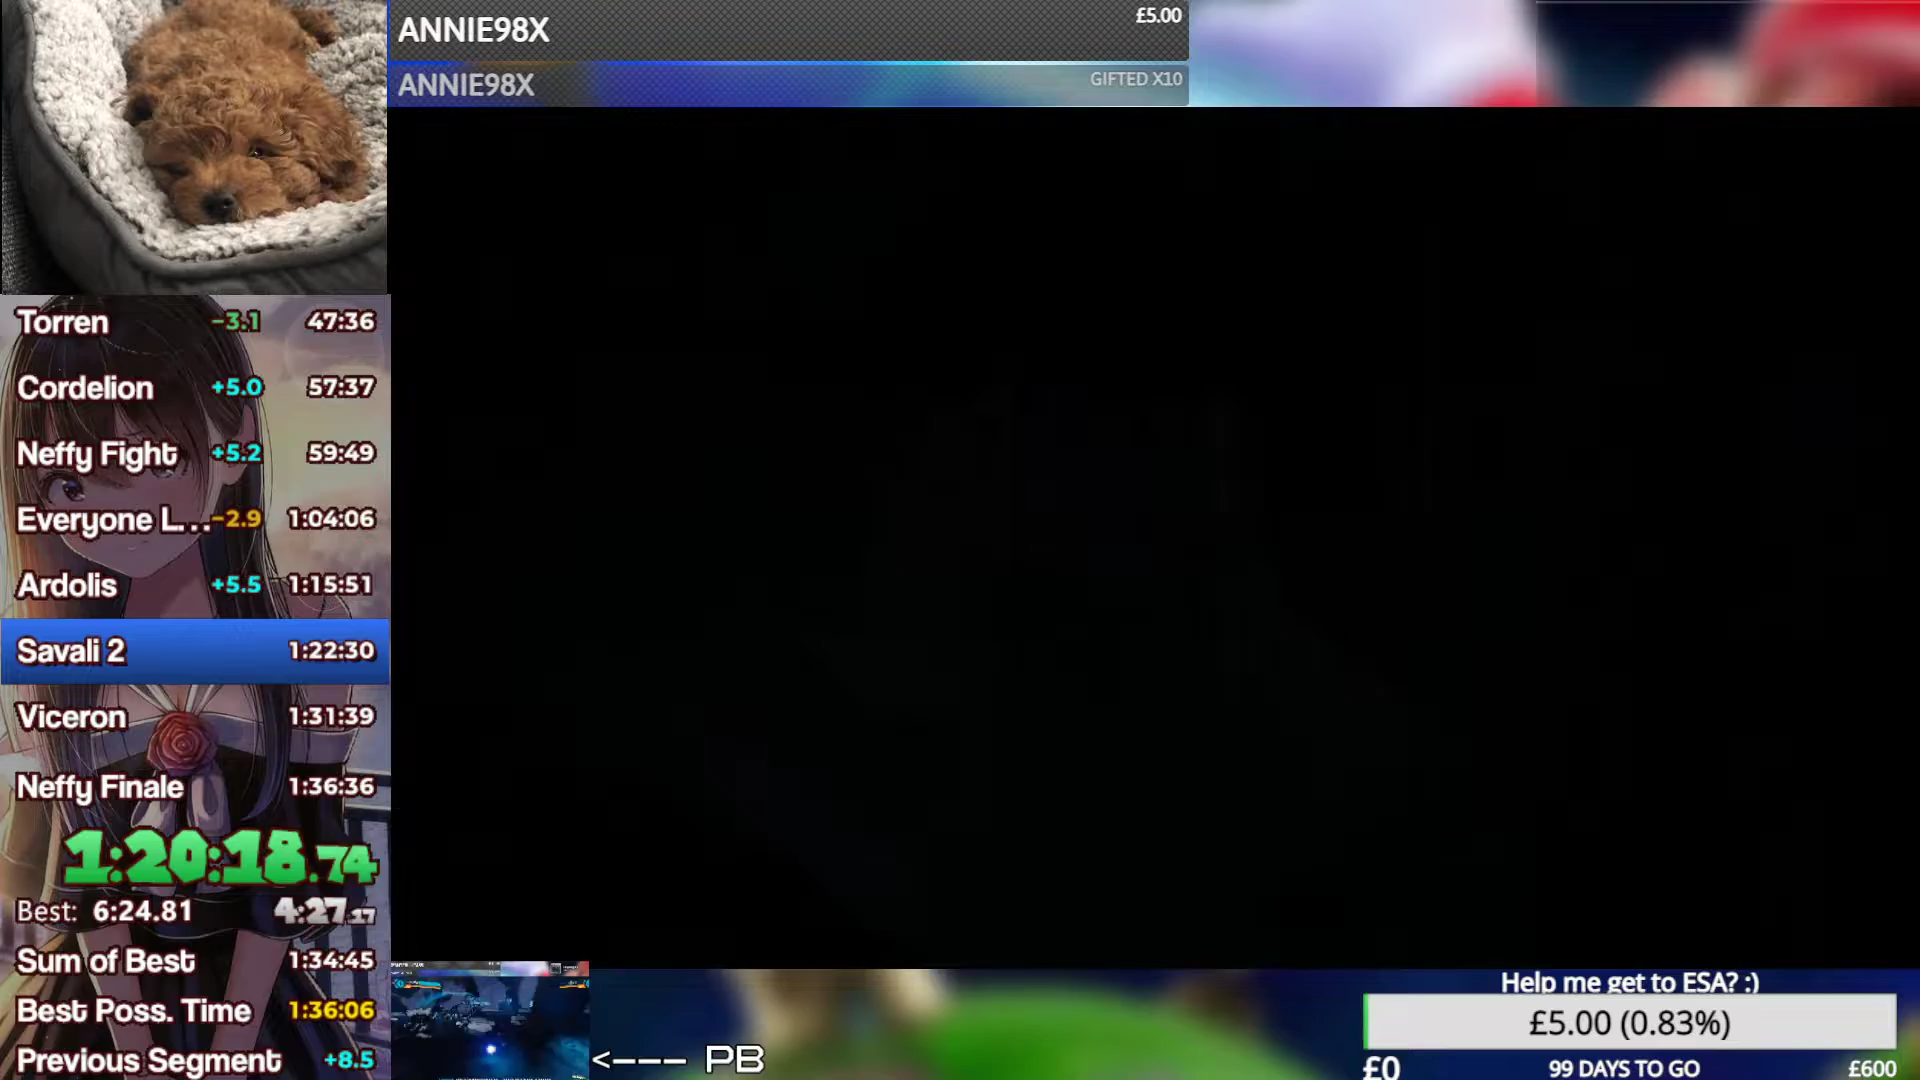 ANNIE98X £5.00
ANNIE98X GIFTED X10
Torren -3.1 47:36
Cordelion +5.0 57:37
Neffy Fight +5.2 59:49
Everyone L... -2.9 1:04:06
Ardolis +5.5 1:15:51
Savali 2 1:22:30
Viceron 1:31:39
Neffy Finale 1:36:36
1:20:18.74
Best: 6:24.81 4:27.17
Sum of Best 1:34:45
Best Poss. Time 1:36:06
Previous Segment +8.5
<--- PB
Help me get to ESA? :)
£5.00 (0.83%)
£0 99 DAYS TO GO £600